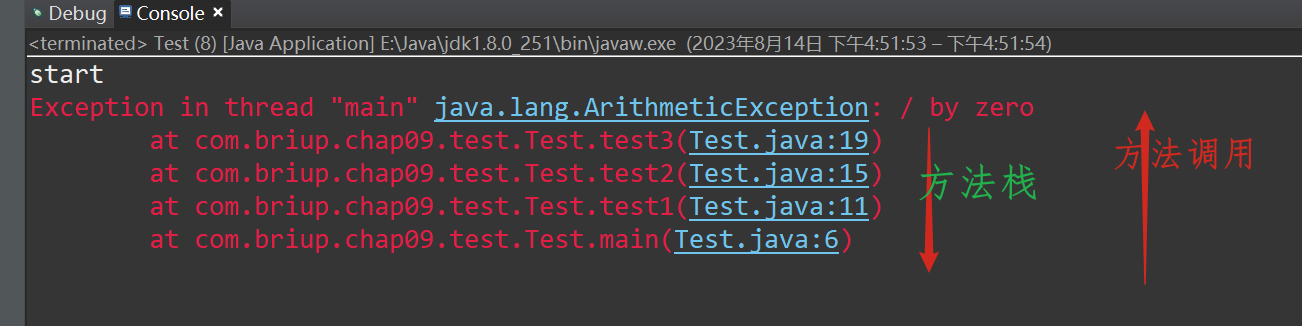 Debug Console
<terminated> Test (8) [Java Application] E:\Java\jdk1.8.0_251\bin\javaw.exe (2023年8月14日 下午4:51:53 – 下午4:51:54)
start
Exception in thread "main" java.lang.ArithmeticException: / by zero
at com.briup.chap09.test.Test.test3(Test.java:19)
at com.briup.chap09.test.Test.test2(Test.java:15)
at com.briup.chap09.test.Test.test1(Test.java:11)
at com.briup.chap09.test.Test.main(Test.java:6)
方法栈
方法调用